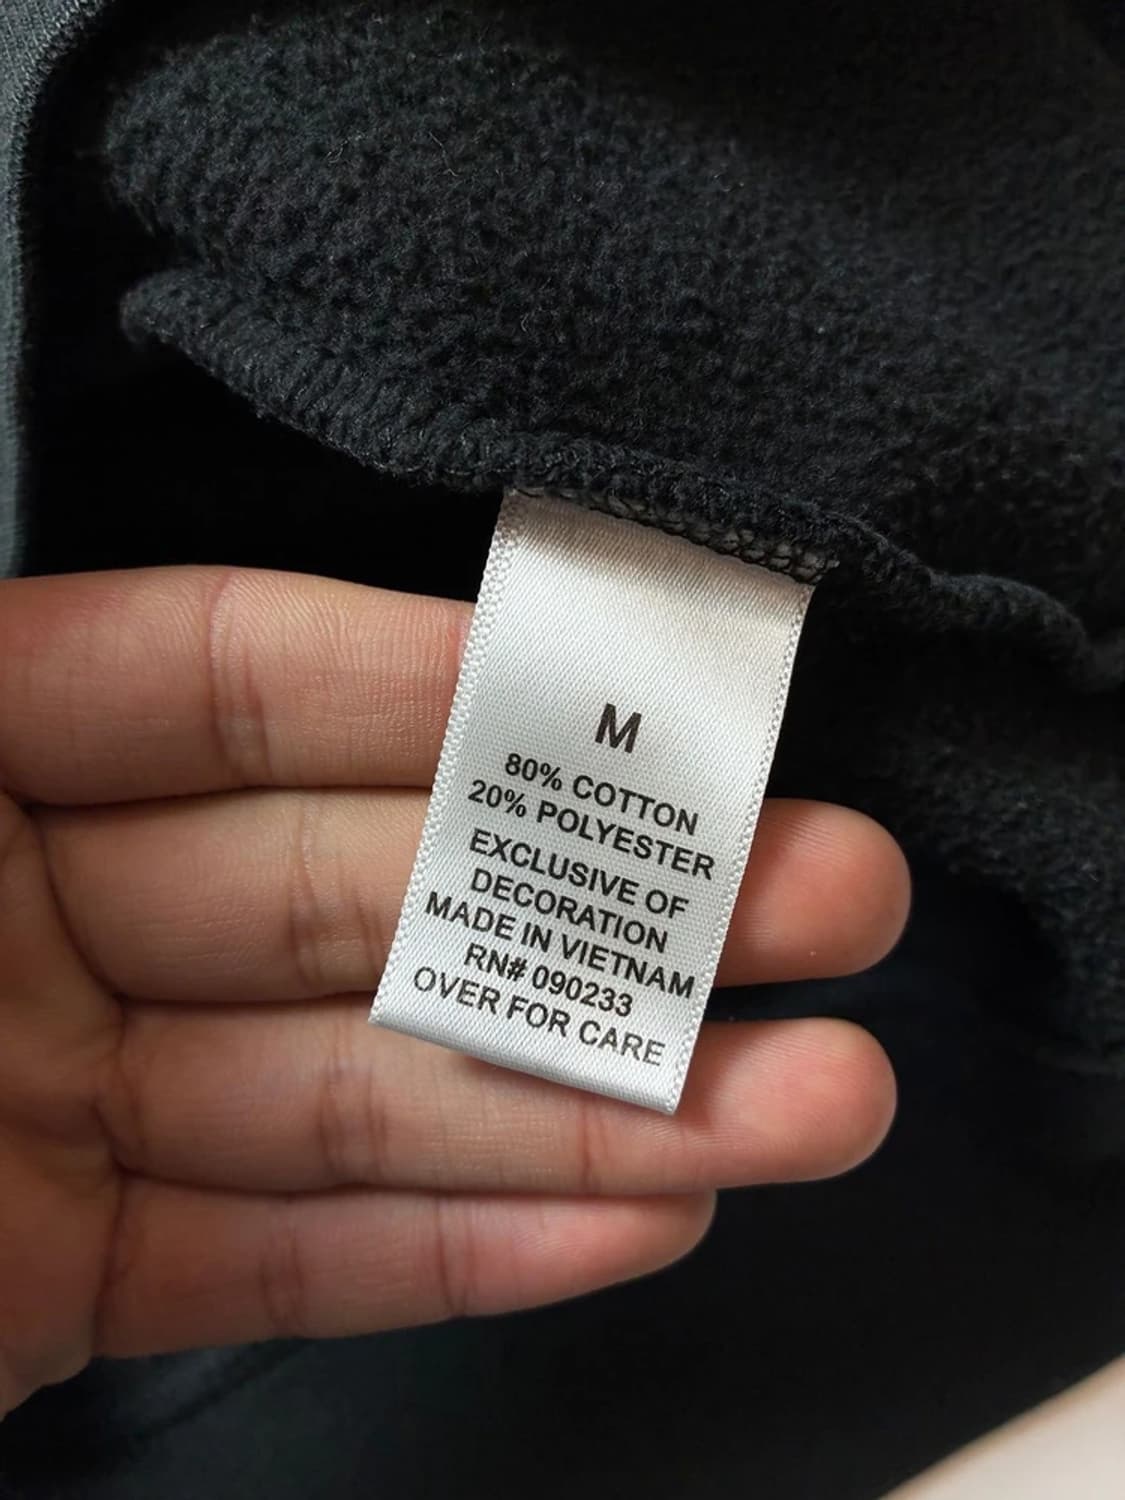 M
80% COTTON
20% POLYESTER
EXCLUSIVE OF
DECORATION
MADE IN VIETNAM
RN# 090233
OVER FOR CARE